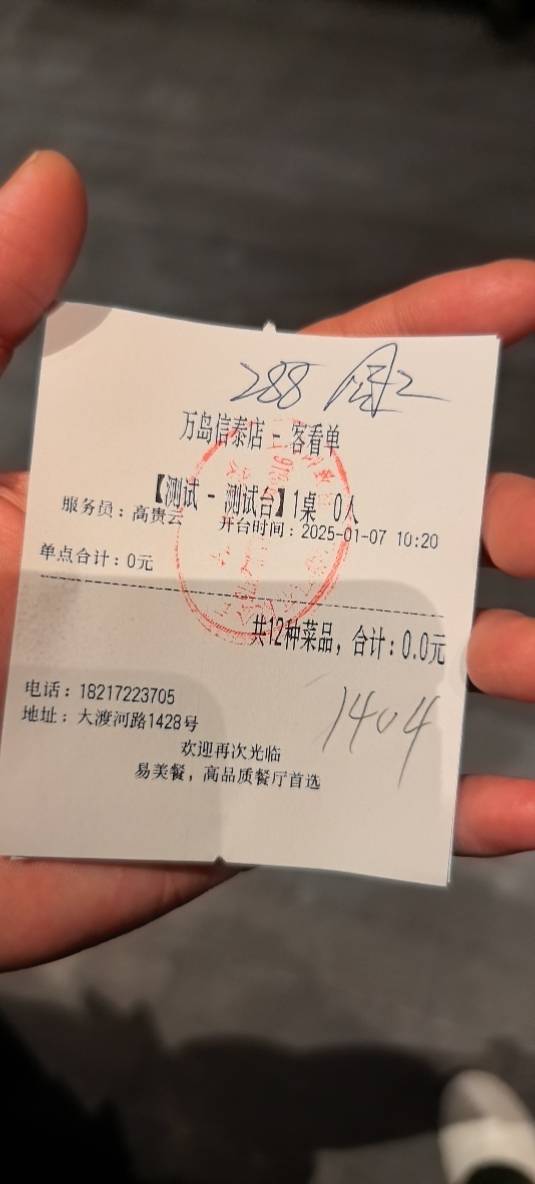 288
万岛信泰店 - 客看单
【测试 - 测试台】1桌 0人
服务员：高贵云 开台时间：2025-01-07 10:20
单点合计：0元
共12种菜品，合计：0.0元
电话：18217223705
地址：大渡河路1428号
1404
欢迎再次光临
易美餐，高品质餐厅首选